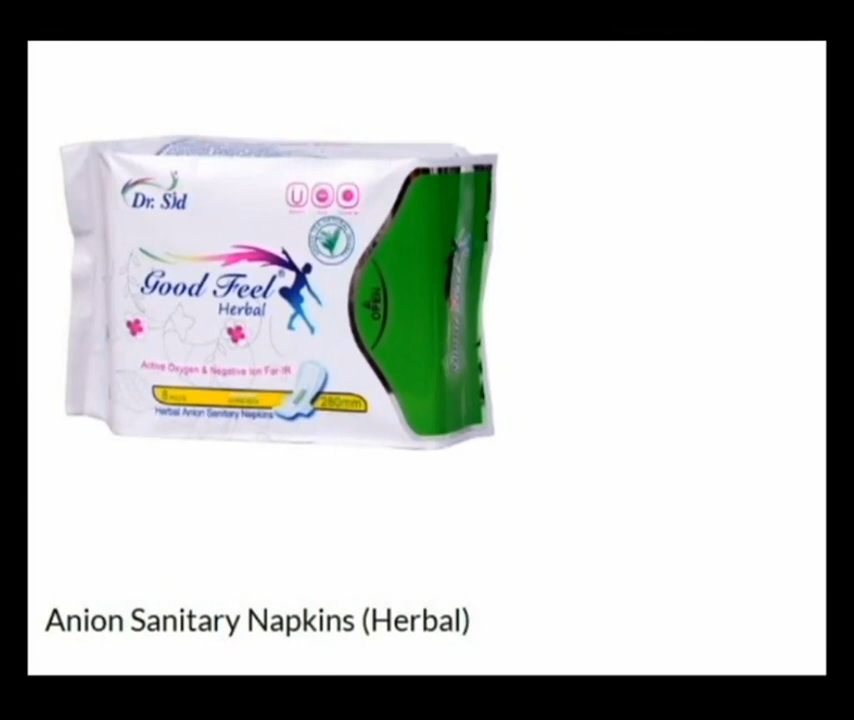 Dr. Sid
U
Good Feel®
Herbal
OPEN
Active Oxygen & Negative Ion Far-IR
8
280mm
Herbal Anion Sanitary Napkins
Anion Sanitary Napkins (Herbal)